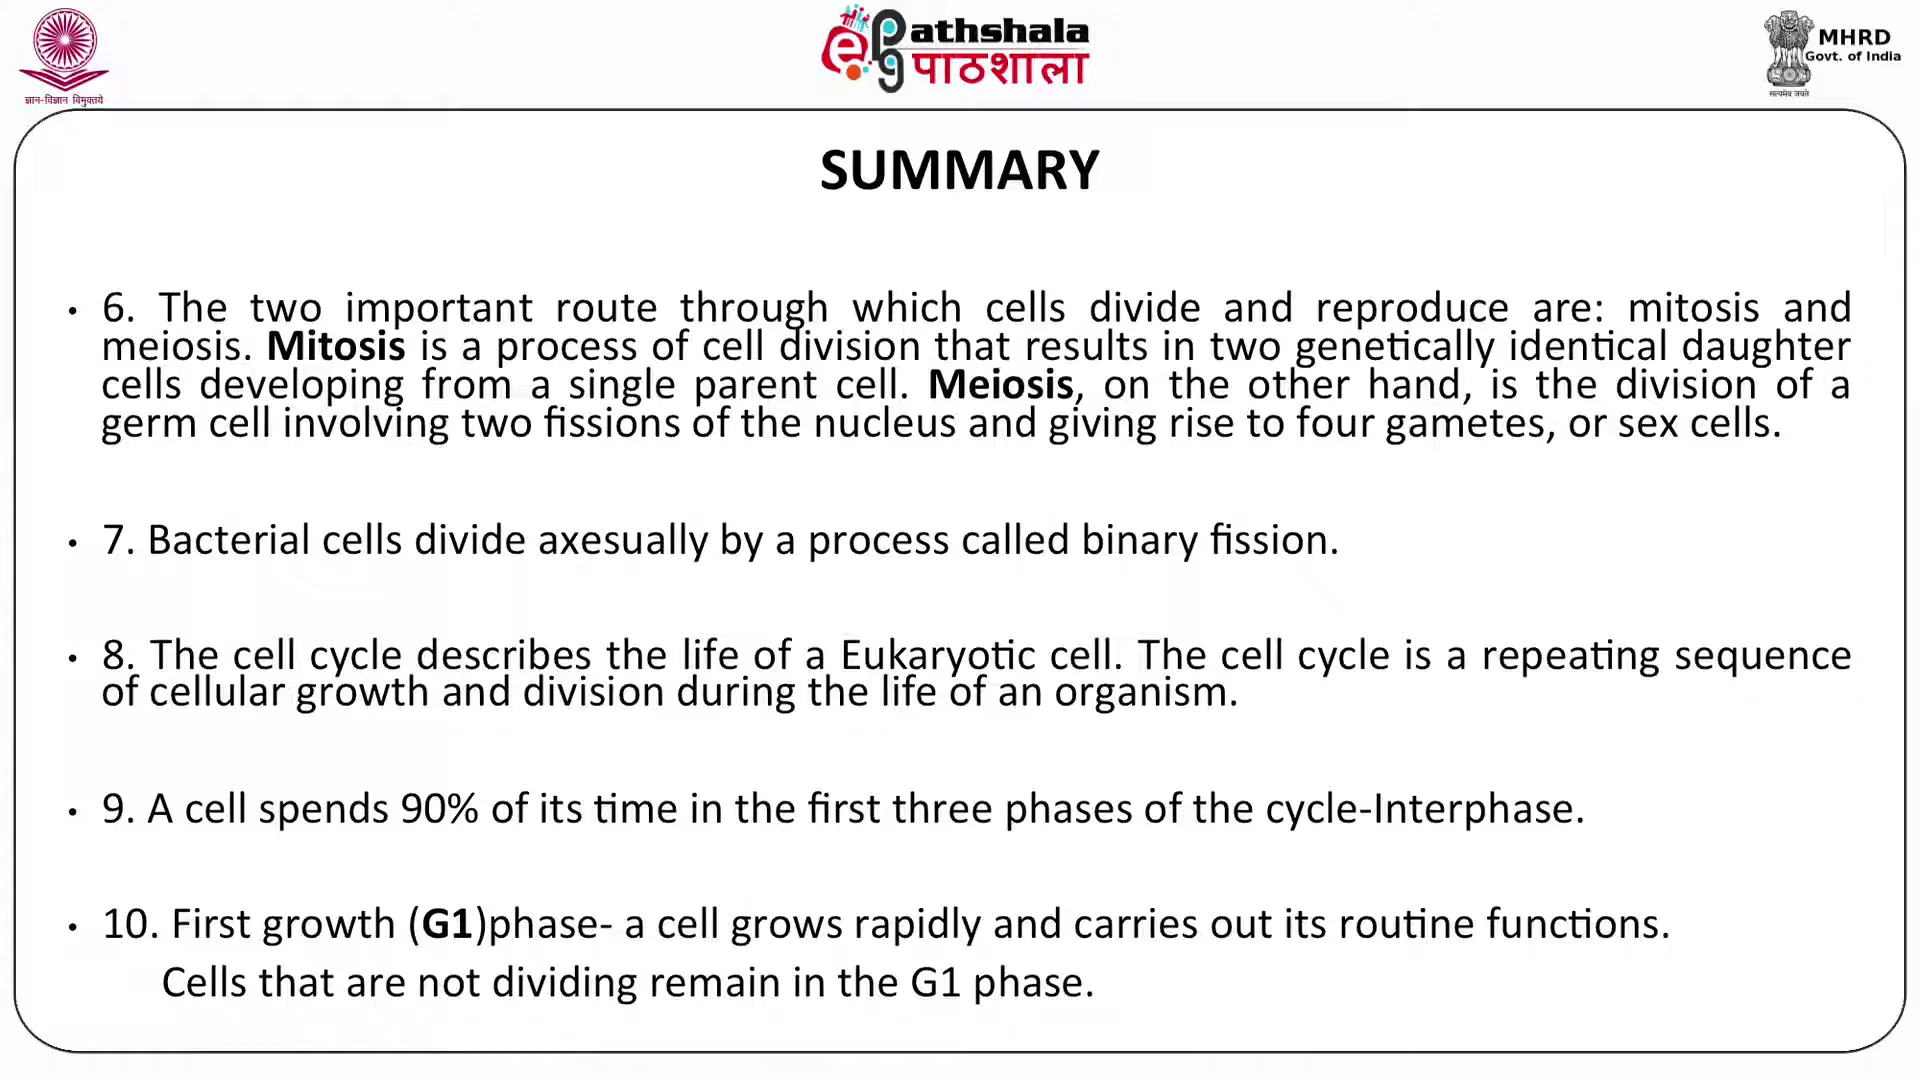 ज्ञान-विज्ञान विमुक्तये
e Pathshala
पाठशाला
MHRD
Govt. of India
सत्यमेव जयते
SUMMARY
• 6. The two important route through which cells divide and reproduce are: mitosis and
meiosis. Mitosis is a process of cell division that results in two genetically identical daughter
cells developing from a single parent cell. Meiosis, on the other hand, is the division of a
germ cell involving two fissions of the nucleus and giving rise to four gametes, or sex cells.
• 7. Bacterial cells divide axesually by a process called binary fission.
• 8. The cell cycle describes the life of a Eukaryotic cell. The cell cycle is a repeating sequence
of cellular growth and division during the life of an organism.
• 9. A cell spends 90% of its time in the first three phases of the cycle-Interphase.
• 10. First growth (G1)phase- a cell grows rapidly and carries out its routine functions.
Cells that are not dividing remain in the G1 phase.